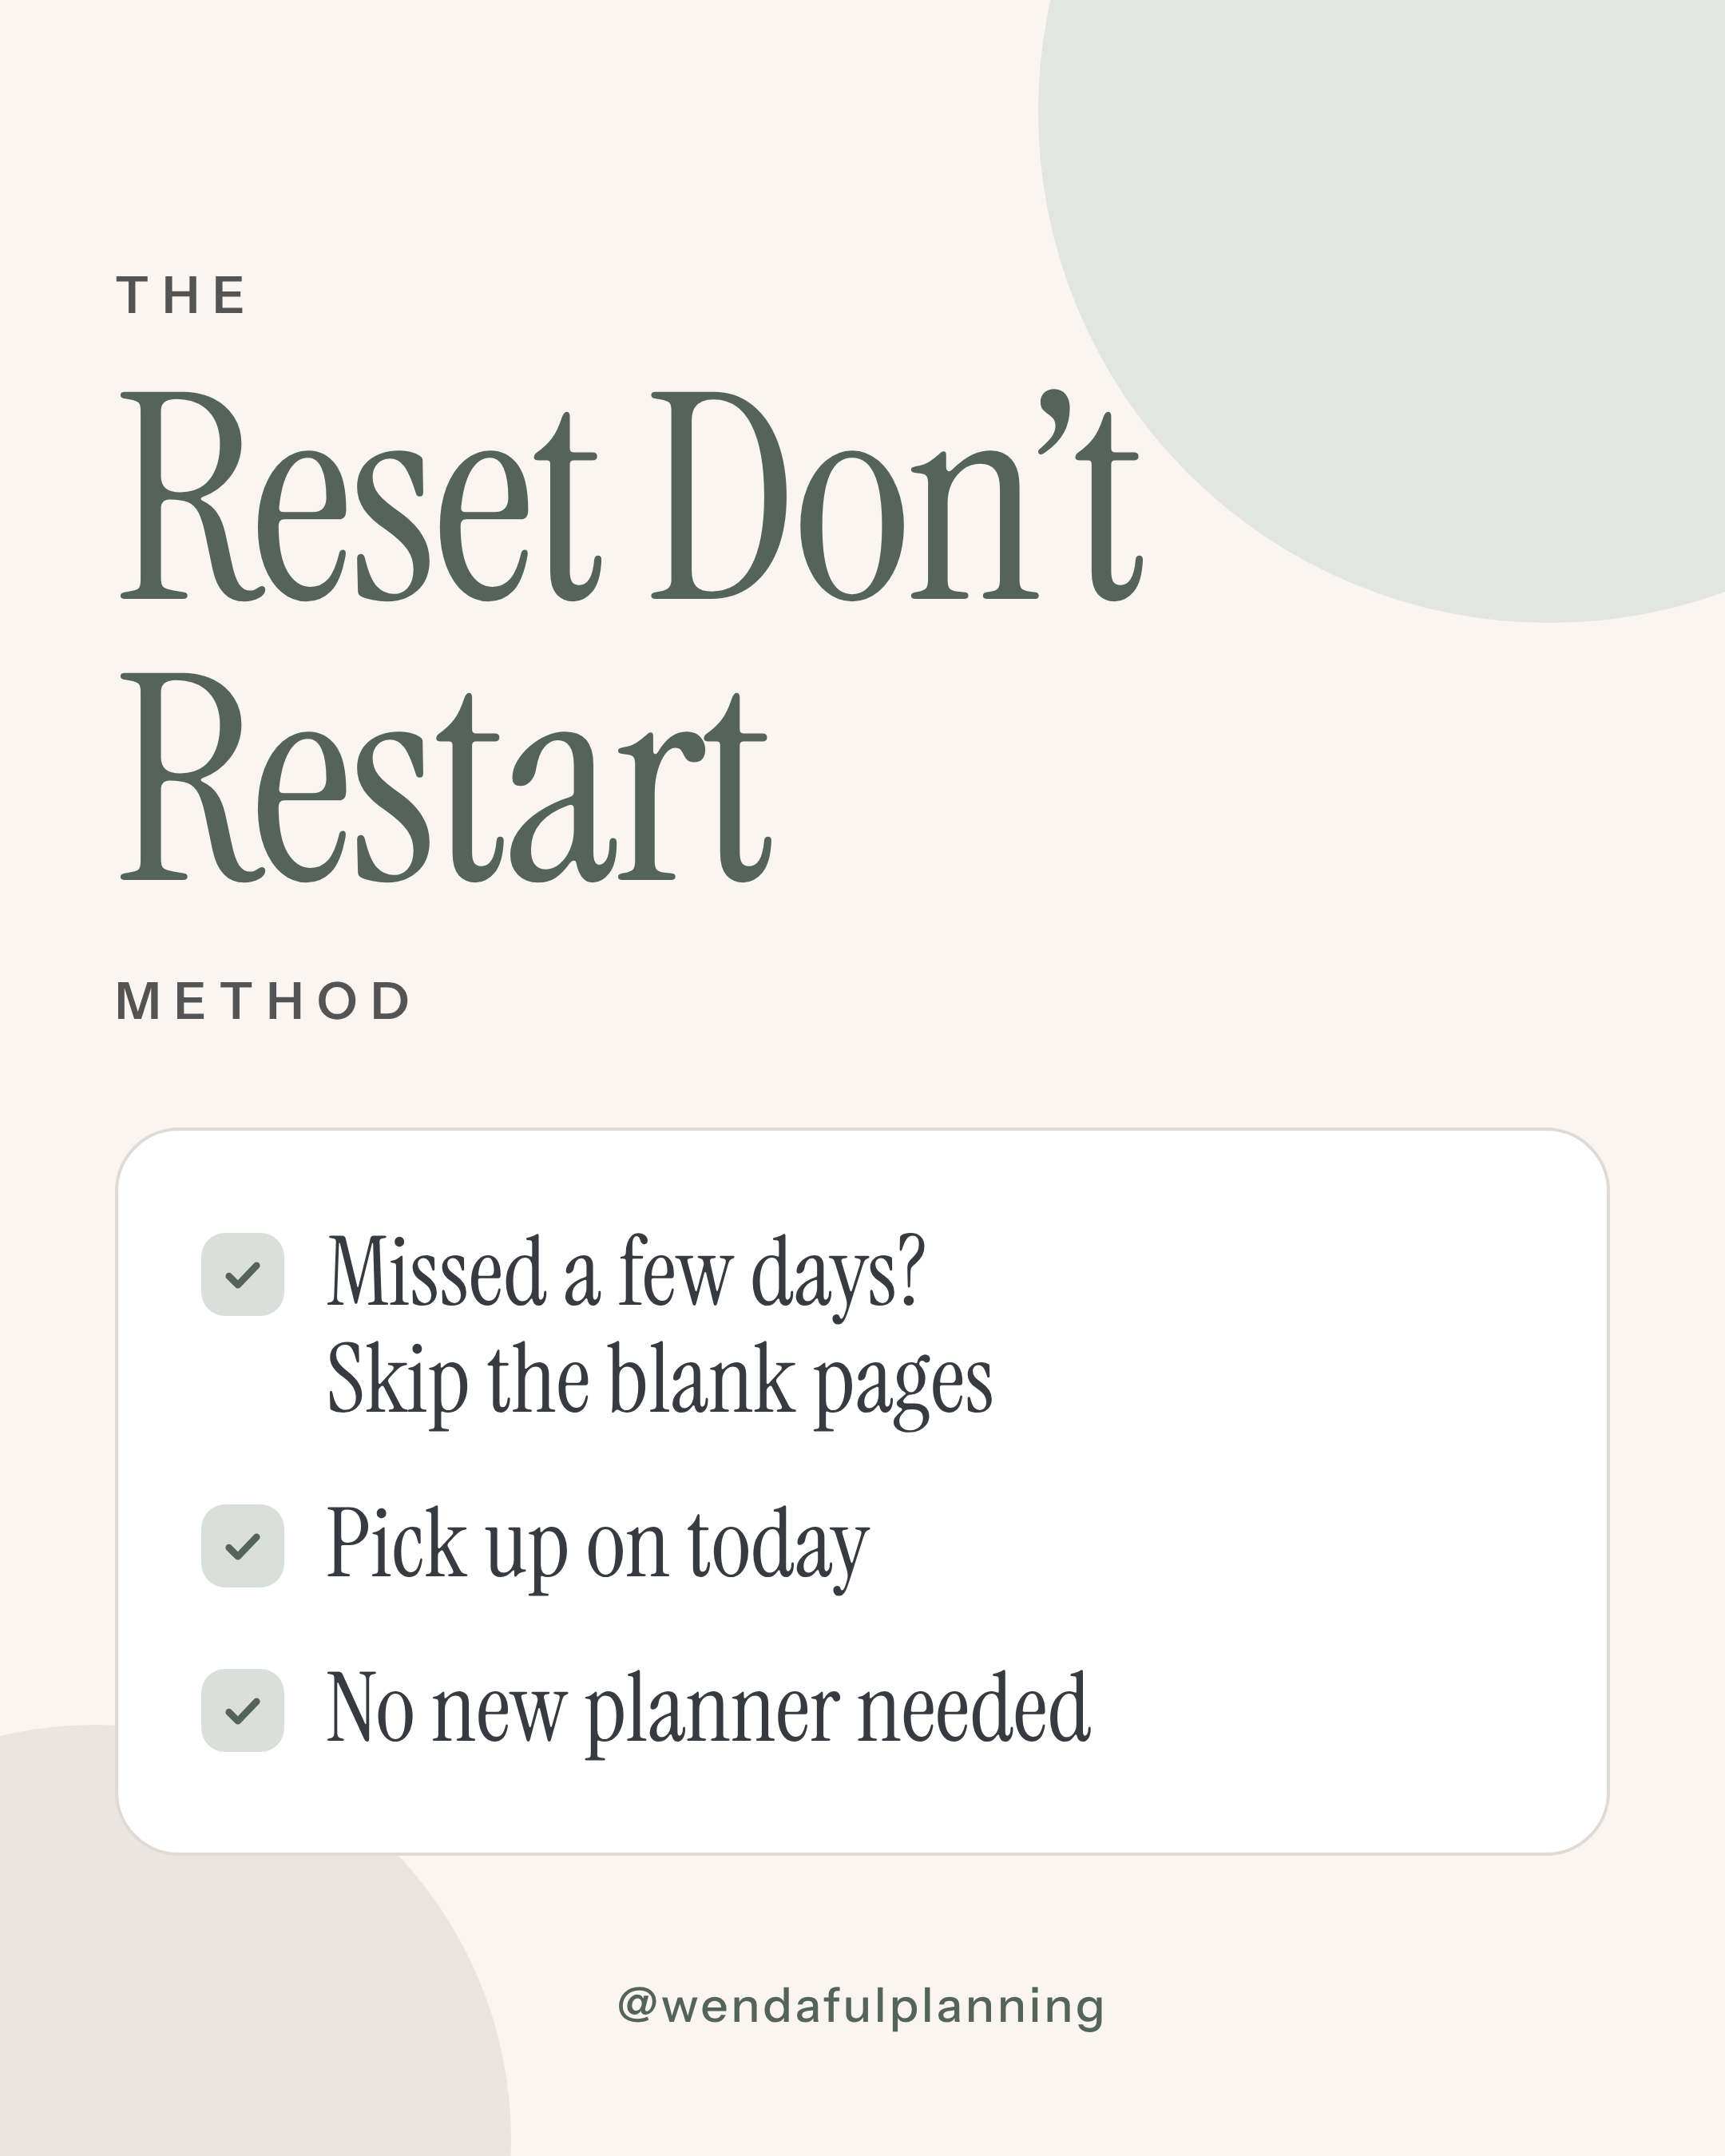 THE
Reset Don’t
Restart
METHOD
Missed a few days?
Skip the blank pages
Pick up on today
No new planner needed
@wendafulplanning